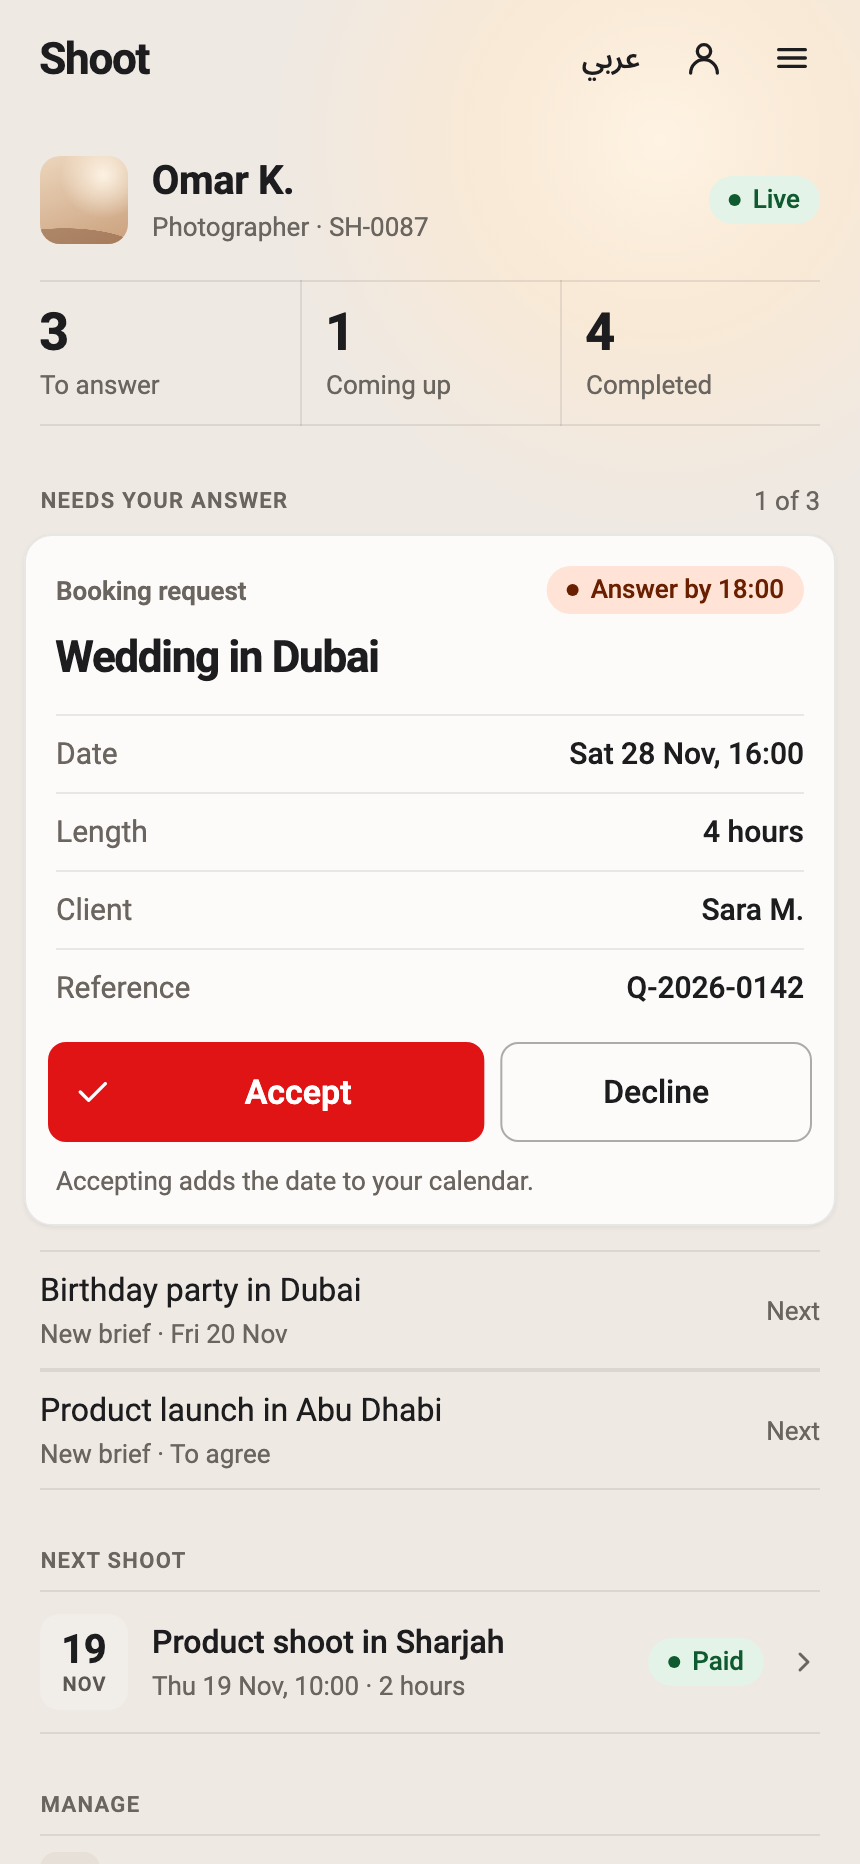 Shoot
عربي
Omar K.
Photographer · SH-0087
Live
3
To answer
1
Coming up
4
Completed
NEEDS YOUR ANSWER
1 of 3
Booking request
Answer by 18:00
Wedding in Dubai
Date
Sat 28 Nov, 16:00
Length
4 hours
Client
Sara M.
Reference
Q-2026-0142
Accept
Decline
Accepting adds the date to your calendar.
Birthday party in Dubai
New brief · Fri 20 Nov
Next
Product launch in Abu Dhabi
New brief · To agree
Next
NEXT SHOOT
19
NOV
Product shoot in Sharjah
Thu 19 Nov, 10:00 · 2 hours
Paid
MANAGE